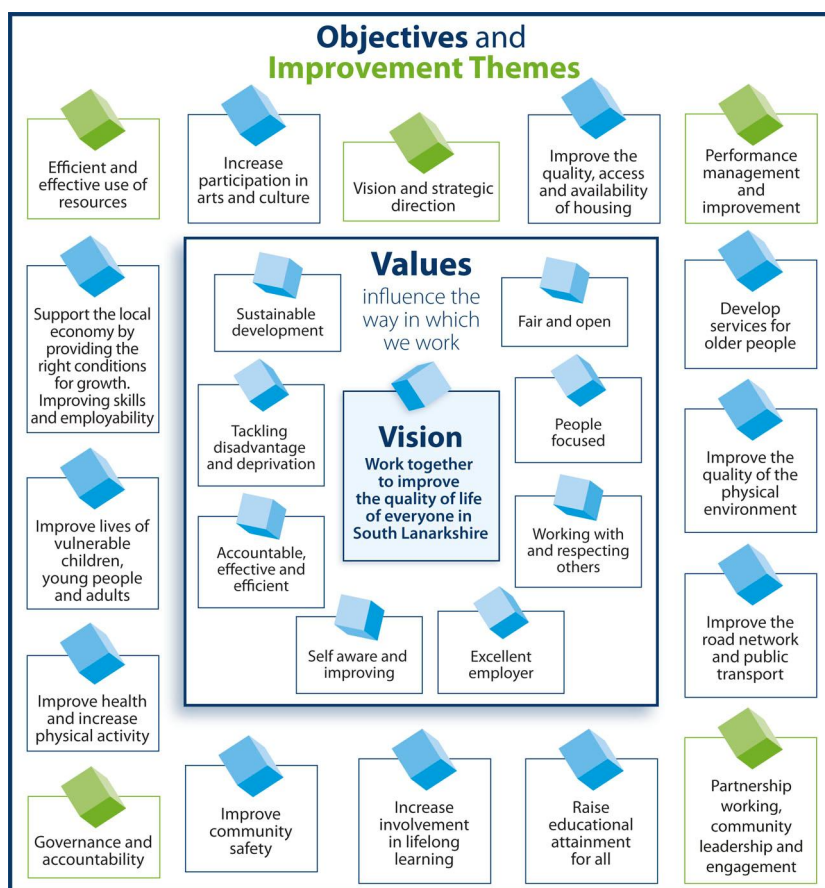 Objectives and
Improvement Themes
Efficient and
effective use of
resources
Increase
participation in
arts and culture
Vision and strategic
direction
Improve the
quality, access
and availability
of housing
Performance
management
and
improvement
Support the local
economy by
providing the
right conditions
for growth.
Improving skills
and employability
Values
influence the
way in which
we work
Sustainable
development
Fair and open
Tackling
disadvantage
and deprivation
People
focused
Vision
Work together
to improve
the quality of life
of everyone in
South Lanarkshire
Accountable,
effective and
efficient
Working with
and respecting
others
Self aware and
improving
Excellent
employer
Develop
services for
older people
Improve lives of
vulnerable
children,
young people
and adults
Improve the
quality of the
physical
environment
Improve health
and increase
physical activity
Improve the
road network
and public
transport
Governance and
accountability
Improve
community
safety
Increase
involvement
in lifelong
learning
Raise
educational
attainment
for all
Partnership
working,
community
leadership and
engagement